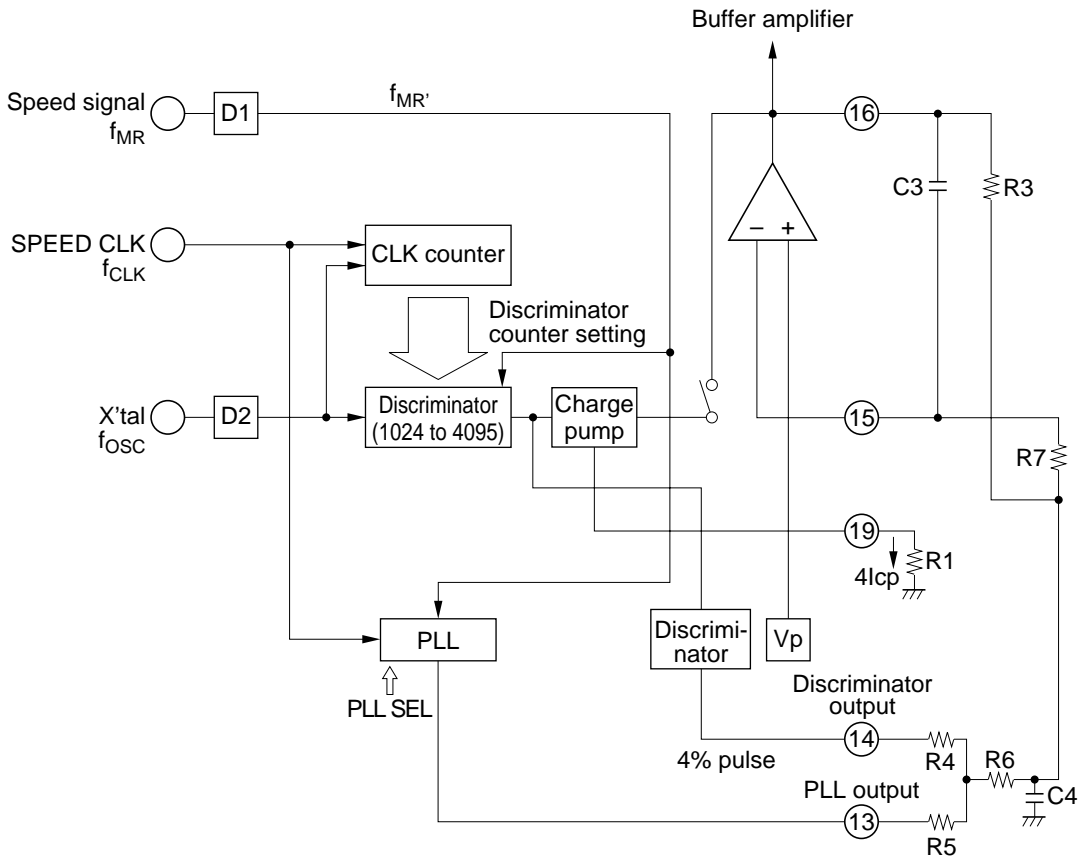 Buffer amplifier
Speed signal
fMR
D1
fMR'
16
C3
R3
− +
SPEED CLK
fCLK
CLK counter
Discriminator
counter setting
X'tal
fOSC
D2
Discriminator
(1024 to 4095)
Charge
pump
15
R7
19
4Icp
R1
PLL
PLL SEL
Discrimi-
nator
Vp
Discriminator
output
14
4% pulse
R4
R6
C4
PLL output
13
R5